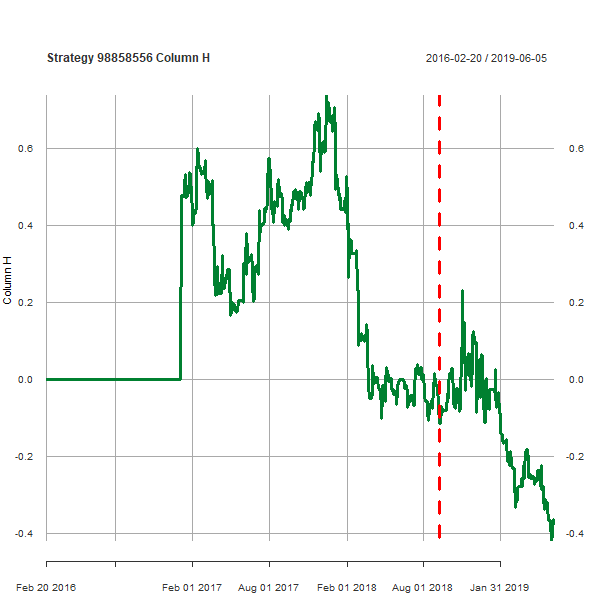 Strategy 98858556 Column H
2016-02-20 / 2019-06-05
Column H
0.6
0.4
0.2
0.0
-0.2
-0.4
0.6
0.4
0.2
0.0
-0.2
-0.4
Feb 20 2016
Feb 01 2017
Aug 01 2017
Feb 01 2018
Aug 01 2018
Jan 31 2019